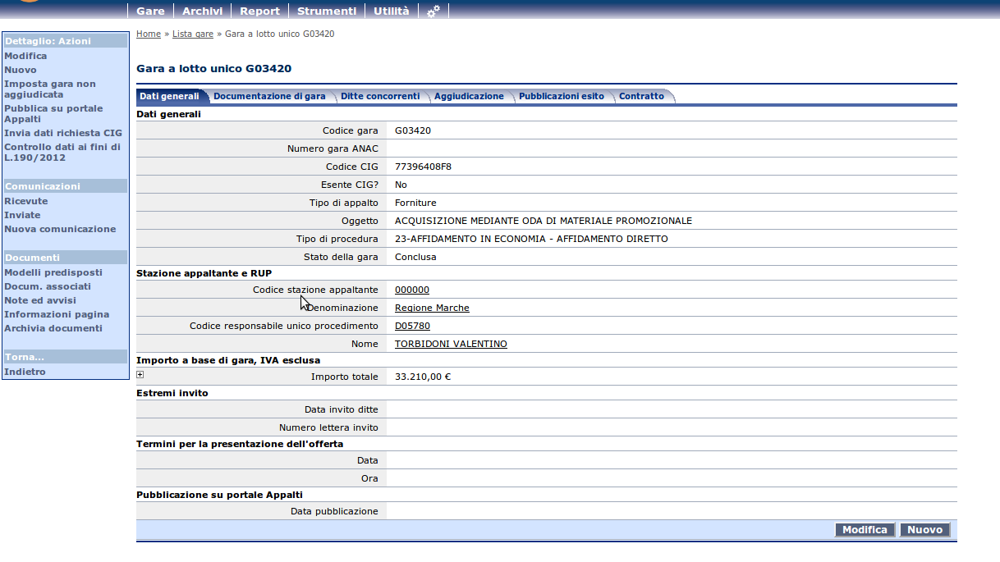 Gare Archivi Report Strumenti Utilità
Home » Lista gare » Gara a lotto unico G03420
Dettaglio: Azioni
Modifica
Nuovo
Imposta gara non
aggiudicata
Pubblica su portale
Appalti
Invia dati richiesta CIG
Controllo dati ai fini di
L.190/2012
Comunicazioni
Ricevute
Inviate
Nuova comunicazione
Documenti
Modelli predisposti
Docum. associati
Note ed avvisi
Informazioni pagina
Archivia documenti
Torna...
Indietro
Gara a lotto unico G03420
Dati generali Documentazione di gara Ditte concorrenti Aggiudicazione Pubblicazioni esito Contratto
Dati generali
Codice gara G03420
Numero gara ANAC
Codice CIG 77396408F8
Esente CIG? No
Tipo di appalto Forniture
Oggetto ACQUISIZIONE MEDIANTE ODA DI MATERIALE PROMOZIONALE
Tipo di procedura 23-AFFIDAMENTO IN ECONOMIA - AFFIDAMENTO DIRETTO
Stato della gara Conclusa
Stazione appaltante e RUP
Codice stazione appaltante 000000
Denominazione Regione Marche
Codice responsabile unico procedimento D05780
Nome TORBIDONI VALENTINO
Importo a base di gara, IVA esclusa
Importo totale 33.210,00 €
Estremi invito
Data invito ditte
Numero lettera invito
Termini per la presentazione dell'offerta
Data
Ora
Pubblicazione su portale Appalti
Data pubblicazione
Modifica Nuovo